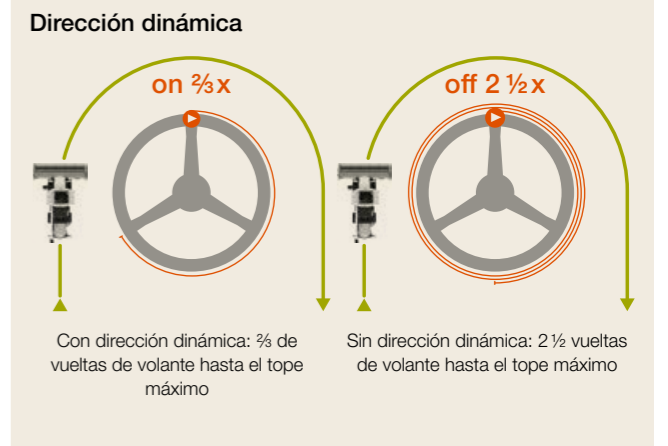 Dirección dinámica
on ⅔ x
off 2 ½ x
Con dirección dinámica: ⅔ de
vueltas de volante hasta el tope
máximo
Sin dirección dinámica: 2 ½ vueltas
de volante hasta el tope máximo